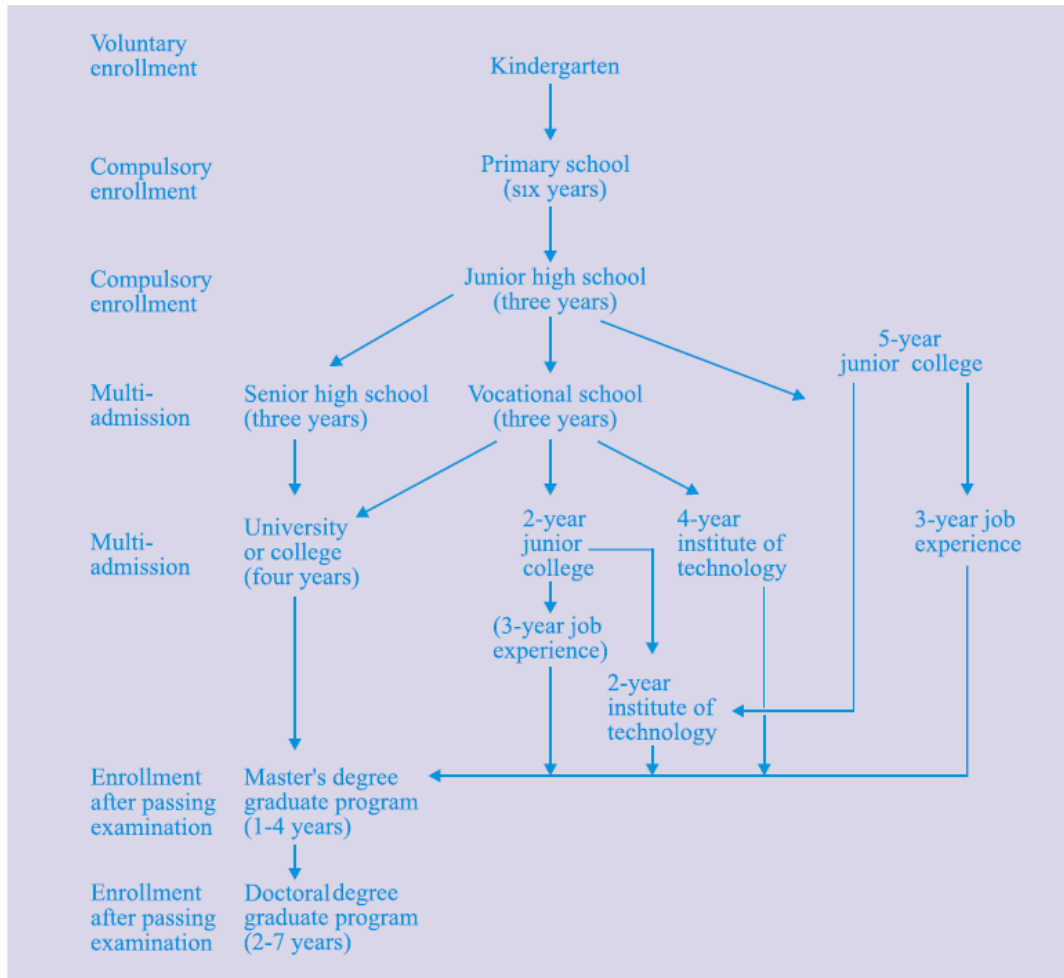 Voluntary
enrollment
Kindergarten
Compulsory
enrollment
Primary school
(six years)
Compulsory
enrollment
Junior high school
(three years)
5-year
junior college
Multi-
admission
Senior high school
(three years)
Vocational school
(three years)
Multi-
admission
University
or college
(four years)
2-year
junior
college
4-year
institute of
technology
3-year job
experience
(3-year job
experience)
2-year
institute of
technology
Enrollment
after passing
examination
Master's degree
graduate program
(1-4 years)
Enrollment
after passing
examination
Doctoral degree
graduate program
(2-7 years)